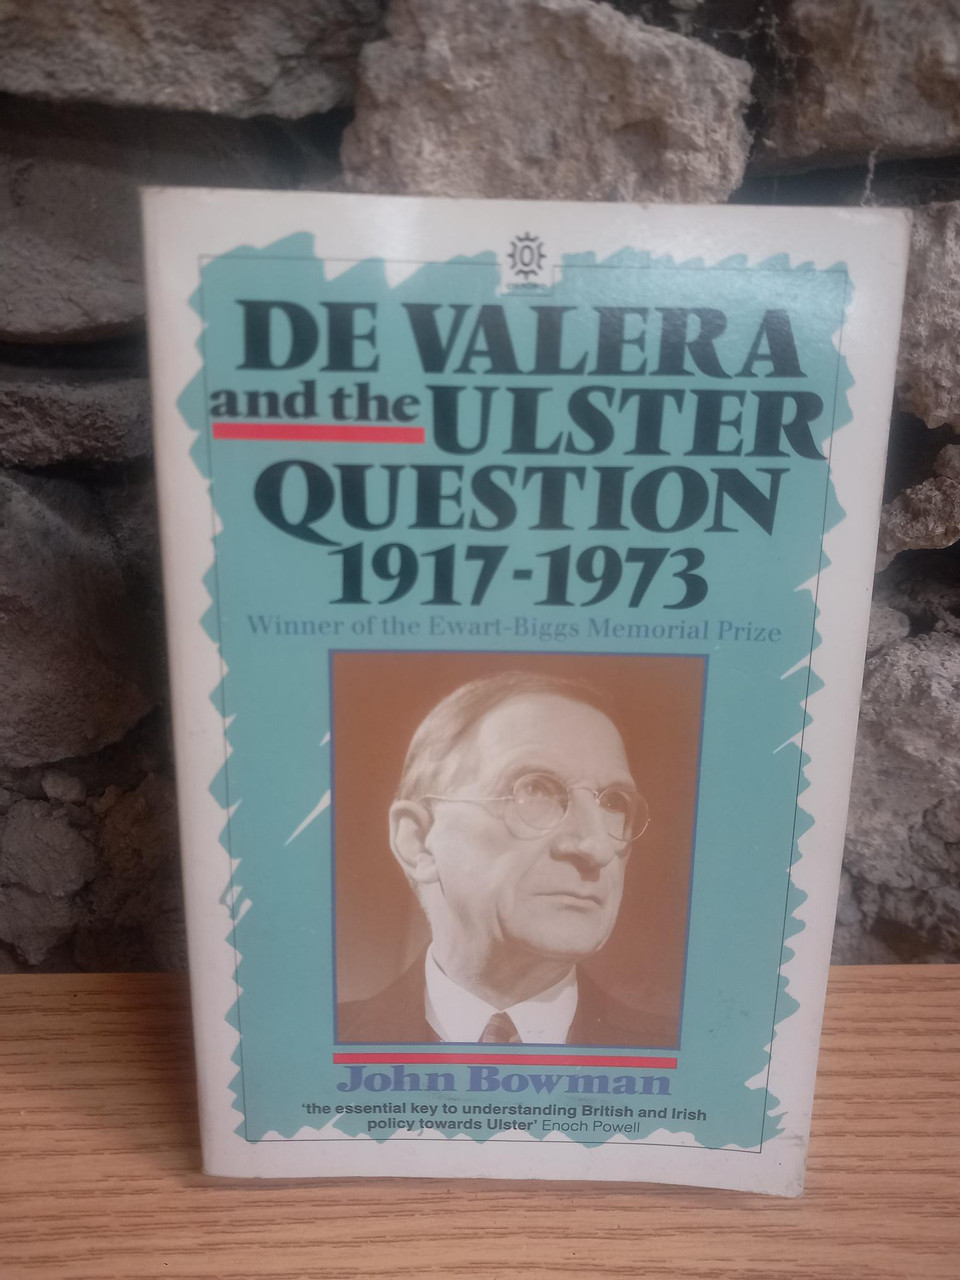 DE VALERA
and the ULSTER
QUESTION
1917-1973
Winner of the Ewart-Biggs Memorial Prize
John Bowman
‘the essential key to understanding British and Irish
policy towards Ulster’ Enoch Powell